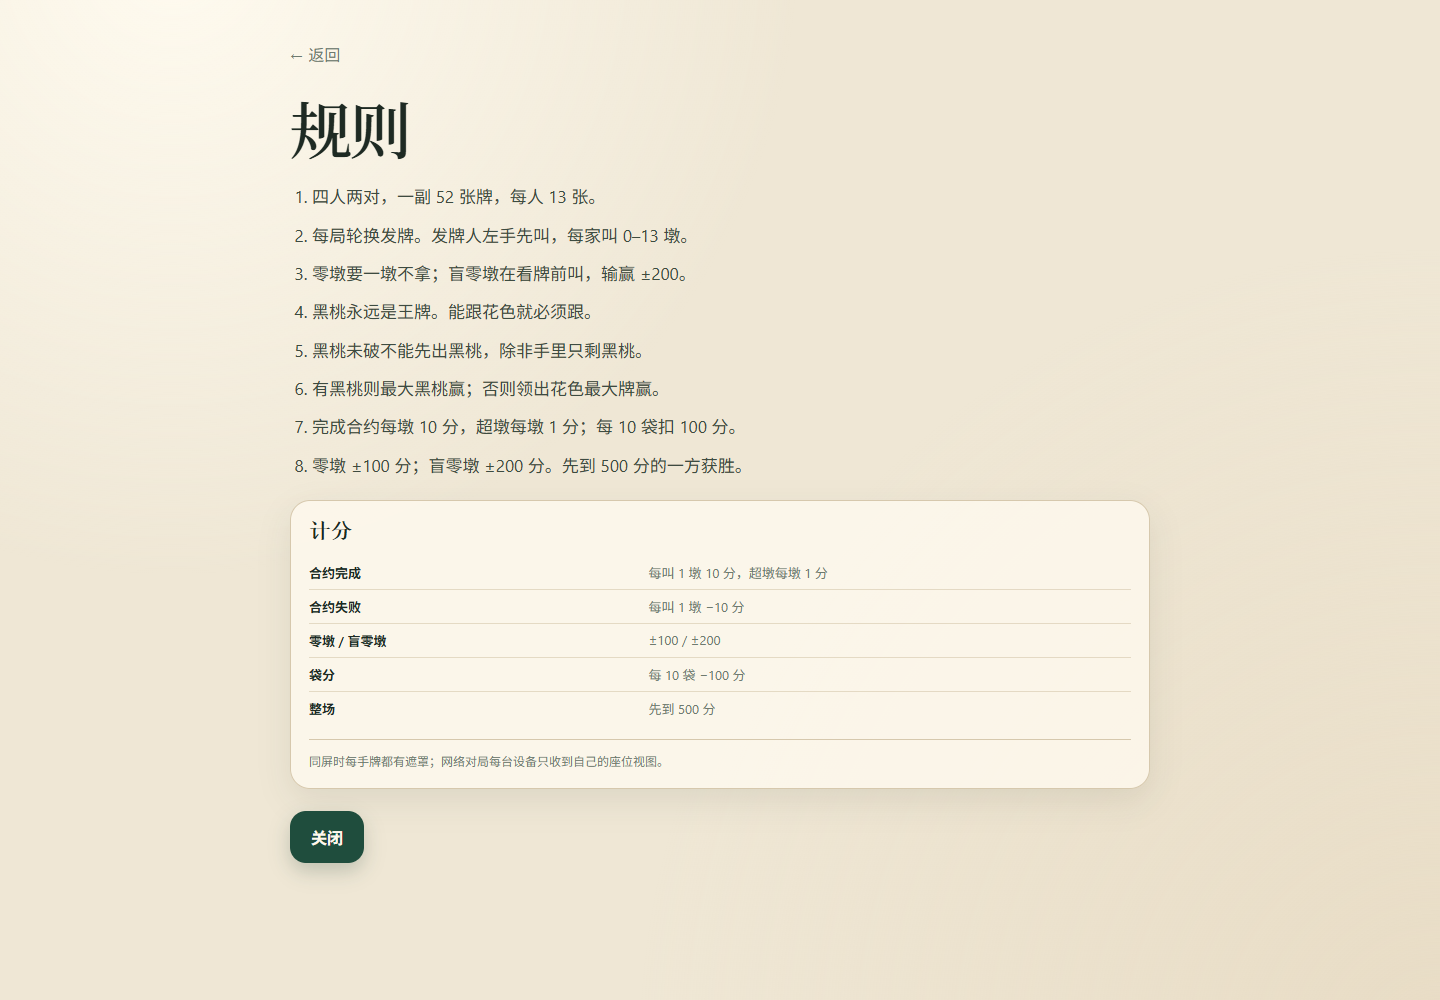 ← 返回
规则
1. 四人两对，一副 52 张牌，每人 13 张。
2. 每局轮换发牌。发牌人左手先叫，每家叫 0–13 墩。
3. 零墩要一墩不拿；盲零墩在看牌前叫，输赢 ±200。
4. 黑桃永远是王牌。能跟花色就必须跟。
5. 黑桃未破不能先出黑桃，除非手里只剩黑桃。
6. 有黑桃则最大黑桃赢；否则领出花色最大牌赢。
7. 完成合约每墩 10 分，超墩每墩 1 分；每 10 袋扣 100 分。
8. 零墩 ±100 分；盲零墩 ±200 分。先到 500 分的一方获胜。
计分
合约完成 每叫 1 墩 10 分，超墩每墩 1 分
合约失败 每叫 1 墩 −10 分
零墩 / 盲零墩 ±100 / ±200
袋分 每 10 袋 −100 分
整场 先到 500 分
同屏时每手牌都有遮罩；网络对局每台设备只收到自己的座位视图。
关闭